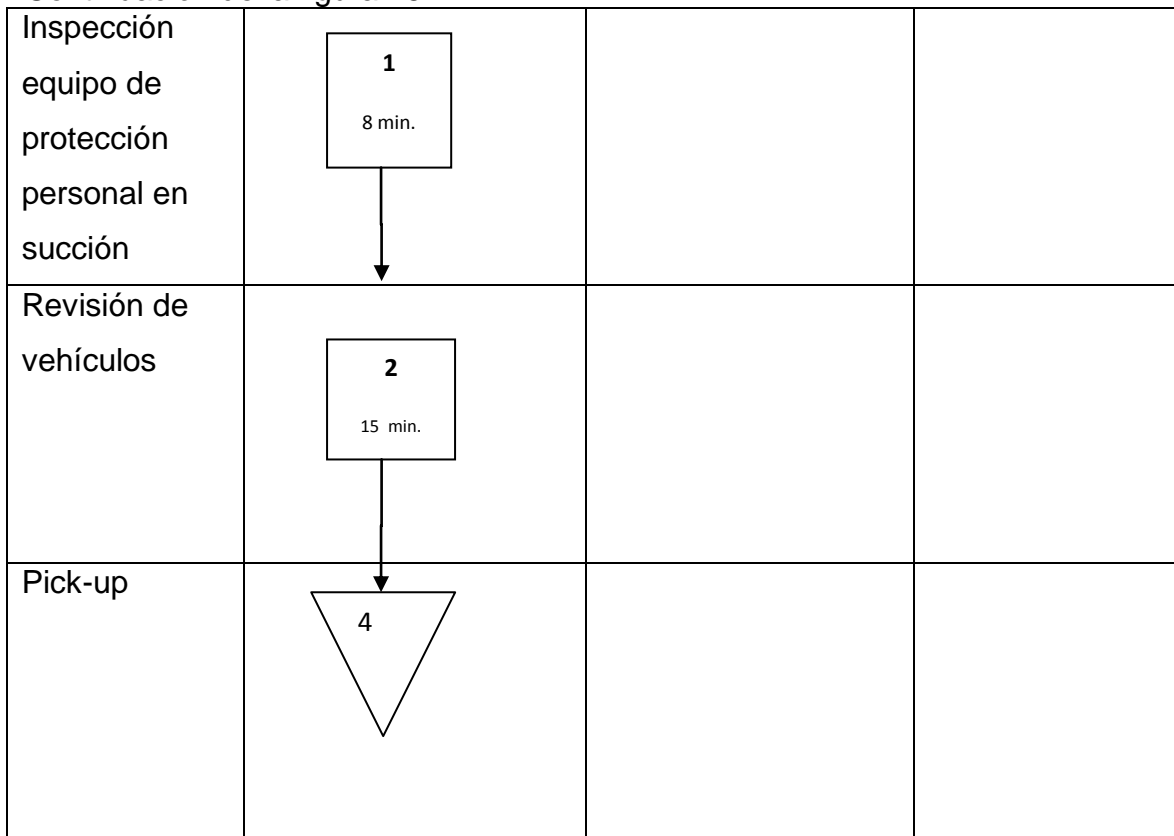 Inspección
equipo de
protección
personal en
succión
1
8 min.
Revisión de
vehículos
2
15 min.
Pick-up
4